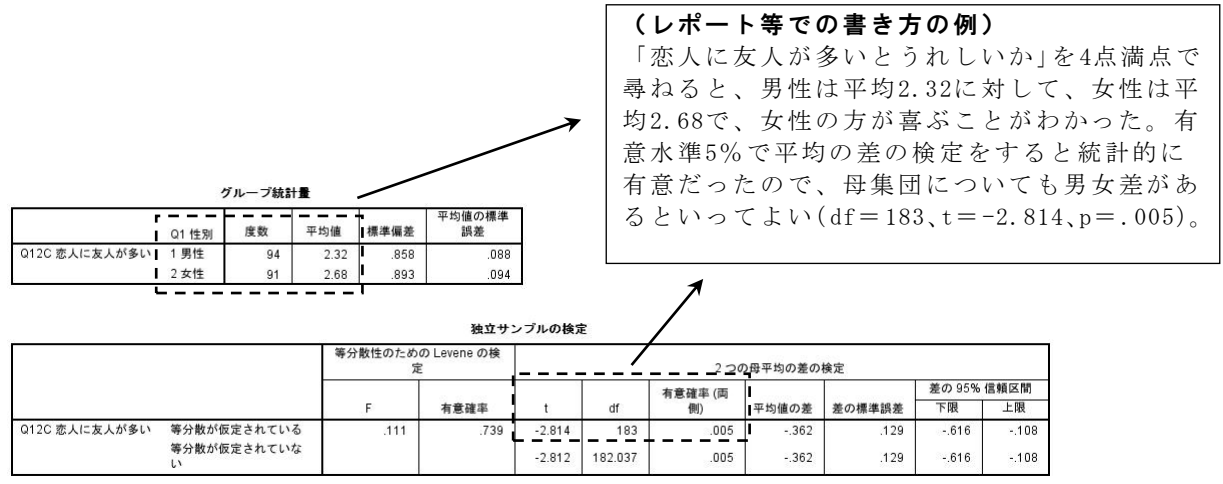 （レポート等での書き方の例）
「恋人に友人が多いとうれしいか」を4点満点で
尋ねると、男性は平均2.32に対して、女性は平
均2.68で、女性の方が喜ぶことがわかった。有
意水準5％で平均の差の検定をすると統計的に
有意だったので、母集団についても男女差があ
るといってよい(df＝183、t＝-2.814、p＝.005)。
グループ統計量
Q1 性別 度数 平均値 標準偏差 平均値の標準
誤差
Q12C 恋人に友人が多い 1 男性 94 2.32 .858 .088
2 女性 91 2.68 .893 .094
独立サンプルの検定
等分散性のための Levene の検
定 2 つの母平均の差の検定
F 有意確率 t df 有意確率 (両
側) 平均値の差 差の標準誤差 差の 95% 信頼区間
下限 上限
Q12C 恋人に友人が多い 等分散が仮定されている .111 .739 -2.814 183 .005 -.362 .129 -.616 -.108
等分散が仮定されていな
い -2.812 182.037 .005 -.362 .129 -.616 -.108